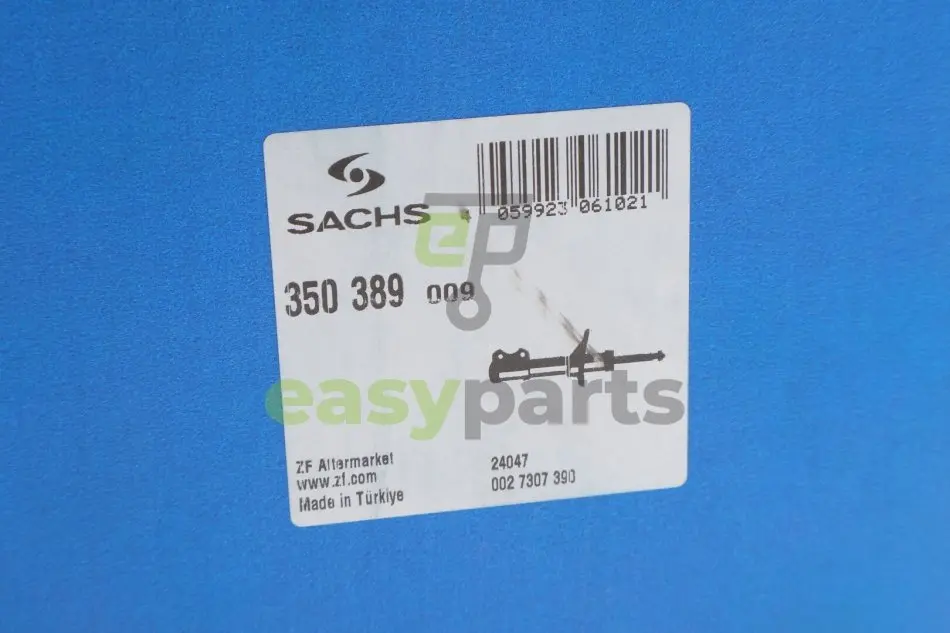 SACHS
4 059923 061021
350 389 009
easyparts
ZF Aftermarket
www.zf.com
Made in Türkiye
24047
002 7307 390